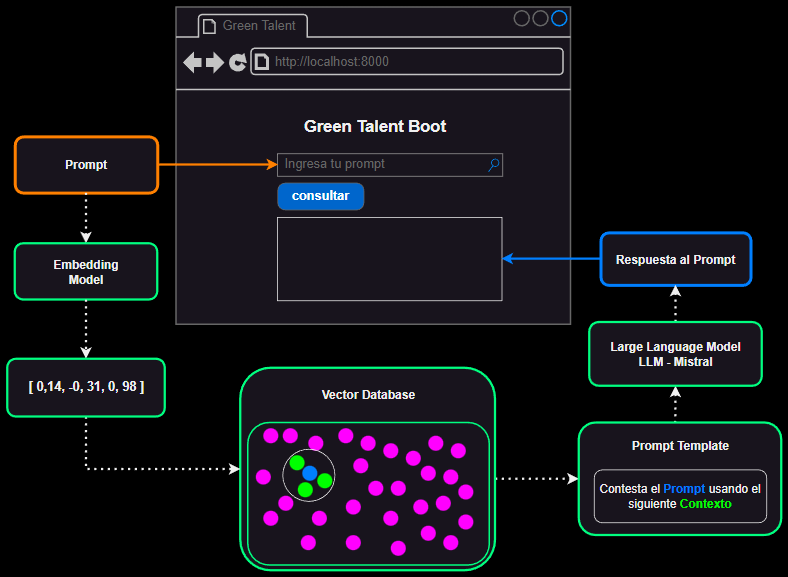 Green Talent
http://localhost:8000
Green Talent Boot
Prompt
Ingresa tu prompt
consultar
Embedding
Model
Respuesta al Prompt
Large Language Model
LLM - Mistral
[ 0,14, -0, 31, 0, 98 ]
Vector Database
Prompt Template
Contesta el Prompt usando el
siguiente Contexto